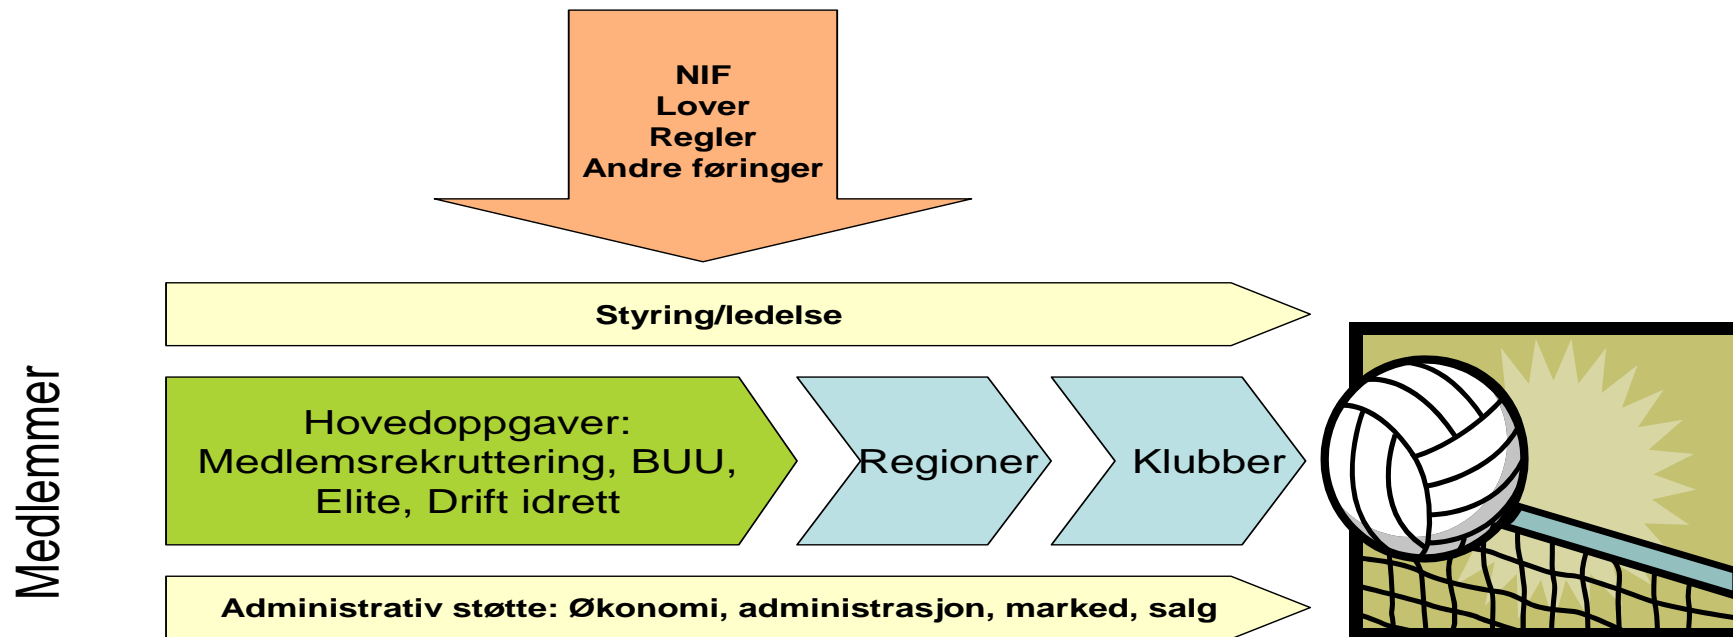 NIF
Lover
Regler
Andre føringer
Styring/ledelse
Medlemmer
Hovedoppgaver:
Medlemsrekruttering, BUU,
Elite, Drift idrett
Regioner
Klubber
Administrativ støtte: Økonomi, administrasjon, marked, salg